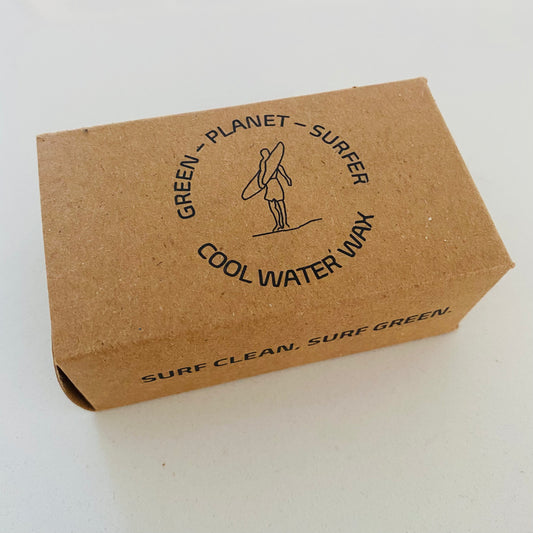 GREEN – PLANET – SURFER
COOL WATER WAX
SURF CLEAN. SURF GREEN.